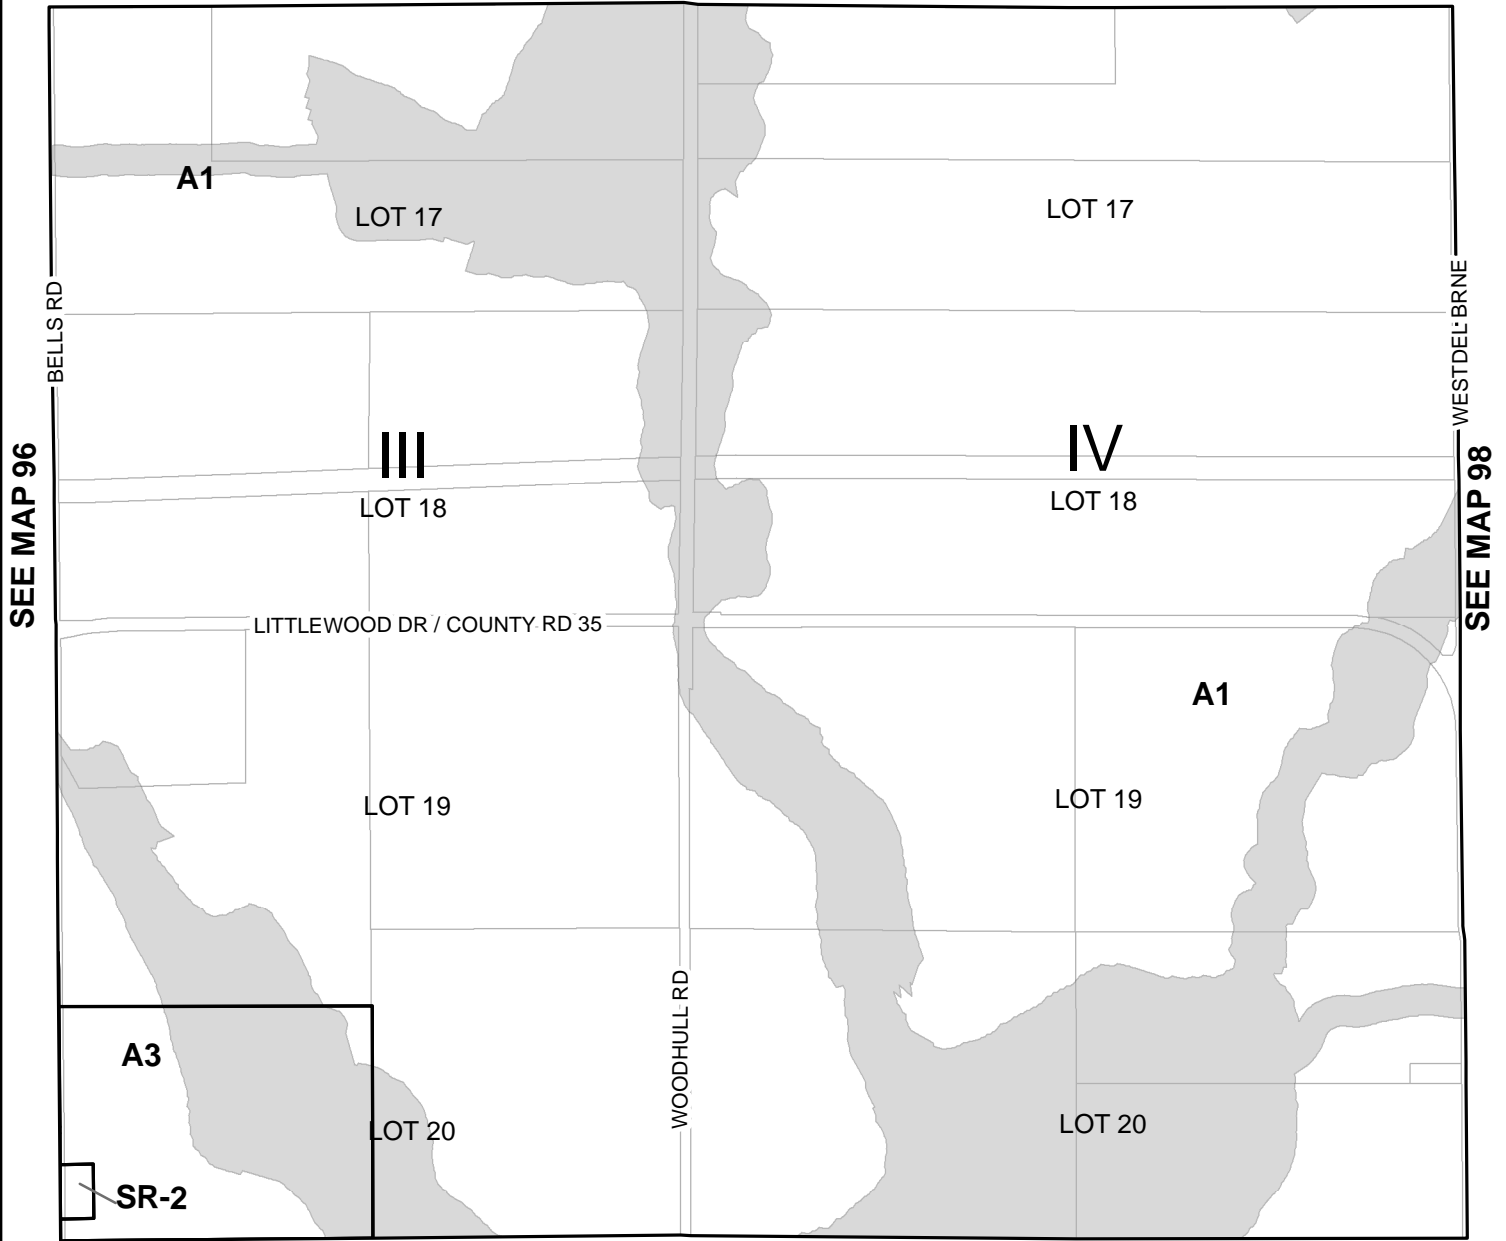 A1
LOT 17
LOT 17
BELLS RD
WESTDEL BRNE
III
IV
SEE MAP 96
LOT 18
LOT 18
SEE MAP 98
LITTLEWOOD DR / COUNTY RD 35
A1
LOT 19
LOT 19
WOODHULL RD
A3
LOT 20
LOT 20
SR-2